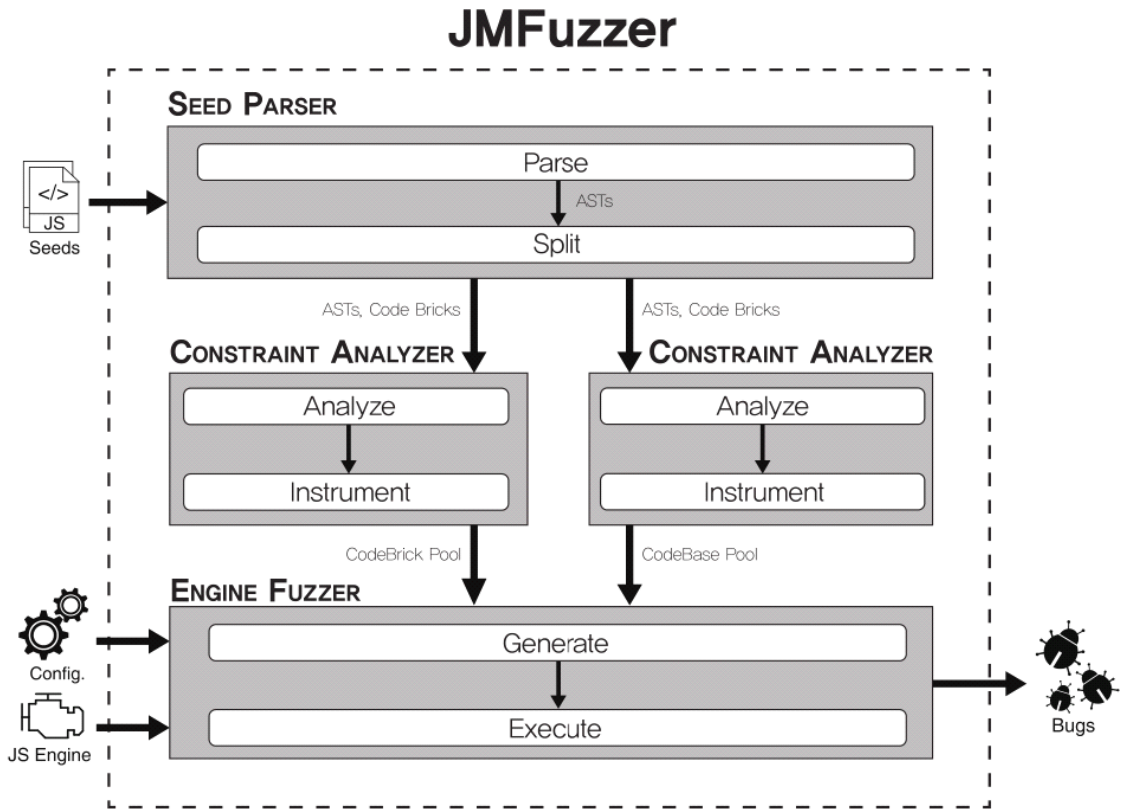 JMFuzzer
SEED PARSER
Parse
</>
ASTs
JS
Split
Seeds
ASTs, Code Bricks
ASTs, Code Bricks
CONSTRAINT ANALYZER
CONSTRAINT ANALYZER
Analyze
Analyze
Instrument
Instrument
CodeBrick Pool
CodeBase Pool
ENGINE FUZZER
Generate
Config.
Execute
JS Engine
Bugs